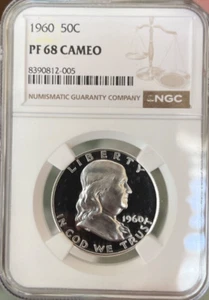 1960 50C
PF 68 CAMEO
8390812-005
NUMISMATIC GUARANTY COMPANY
NGC
LIBERTY
1960
IN GOD WE TRUST